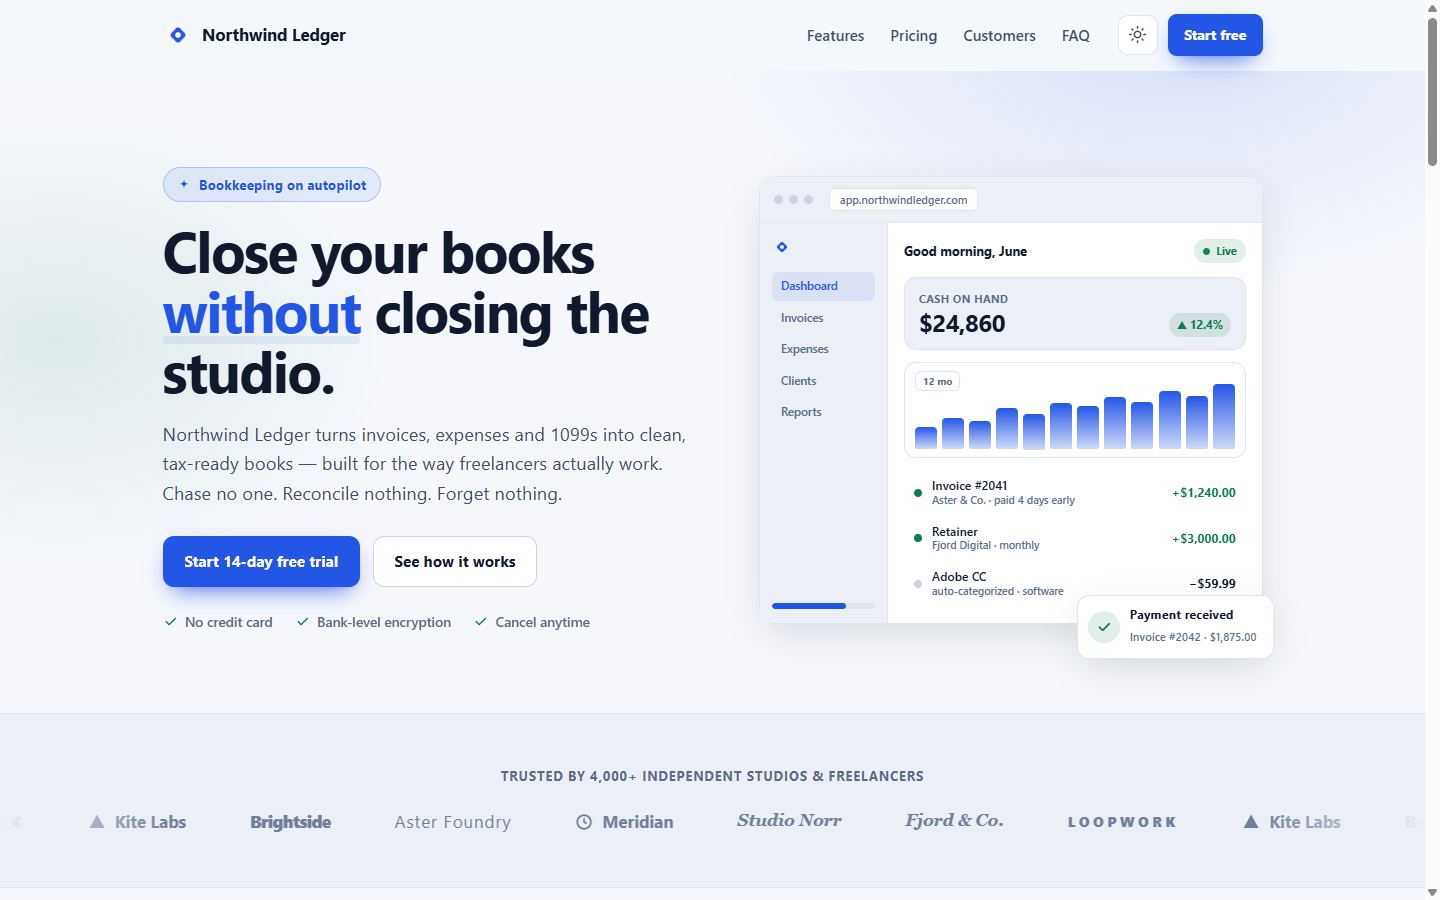 Northwind Ledger
Features
Pricing
Customers
FAQ
Start free
Bookkeeping on autopilot
Close your books
without closing the
studio.
Northwind Ledger turns invoices, expenses and 1099s into clean,
tax-ready books — built for the way freelancers actually work.
Chase no one. Reconcile nothing. Forget nothing.
Start 14-day free trial
See how it works
No credit card
Bank-level encryption
Cancel anytime
app.northwindledger.com
Dashboard
Invoices
Expenses
Clients
Reports
Good morning, June
Live
CASH ON HAND
$24,860
▲ 12.4%
12 mo
Invoice #2041
Aster & Co. · paid 4 days early
+$1,240.00
Retainer
Fjord Digital · monthly
+$3,000.00
Adobe CC
auto-categorized · software
−$59.99
Payment received
Invoice #2042 · $1,875.00
TRUSTED BY 4,000+ INDEPENDENT STUDIOS & FREELANCERS
Kite Labs
Brightside
Aster Foundry
Meridian
Studio Norr
Fjord & Co.
LOOPWORK
Kite Labs